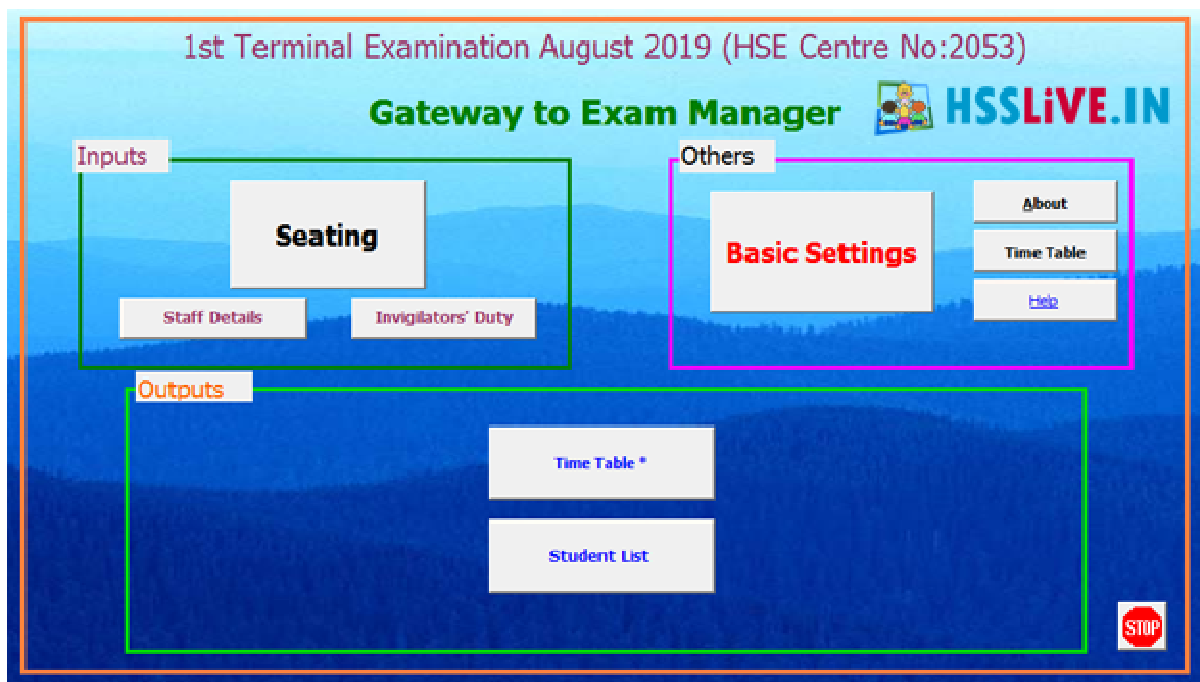 1st Terminal Examination August 2019 (HSE Centre No:2053)
Gateway to Exam Manager
HSSLiVE.IN
Inputs
Seating
Staff Details
Invigilators' Duty
Others
Basic Settings
About
Time Table
Help
Outputs
Time Table *
Student List
STOP